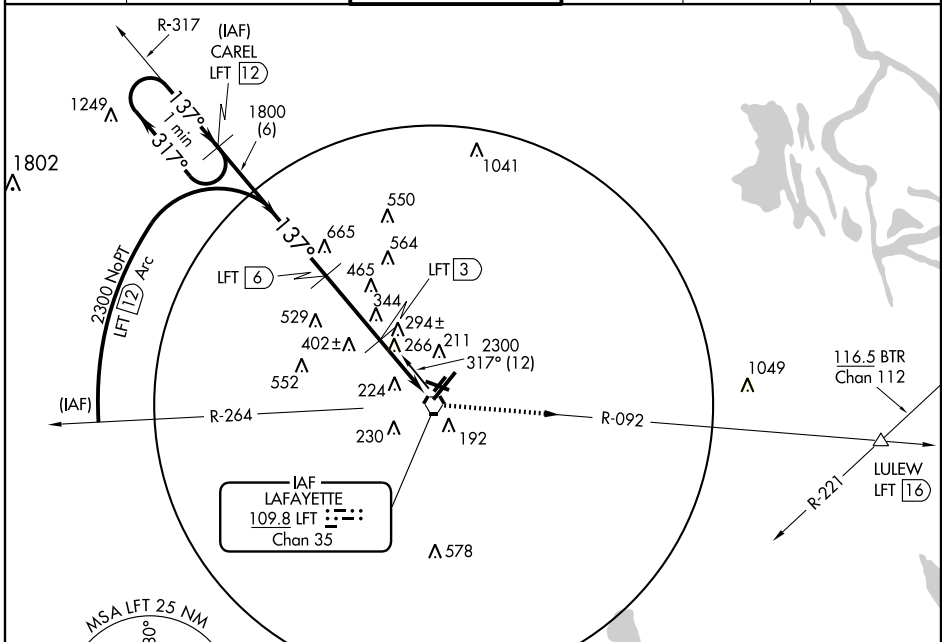 R-317
(IAF)
CAREL
LFT 12
1249
137°
1 min
317°
1800
(6)
1802
1041
550
137°
665
564
LFT 6
465
LFT 3
2300 NoPT
LFT 12 Arc
344
529
294±
402±
266
211
2300
317° (12)
552
224
1049
116.5 BTR
Chan 112
(IAF)
R-264
R-092
230
192
LULEW
LFT 16
R-221
IAF
LAFAYETTE
109.8 LFT
Chan 35
578
MSA LFT 25 NM